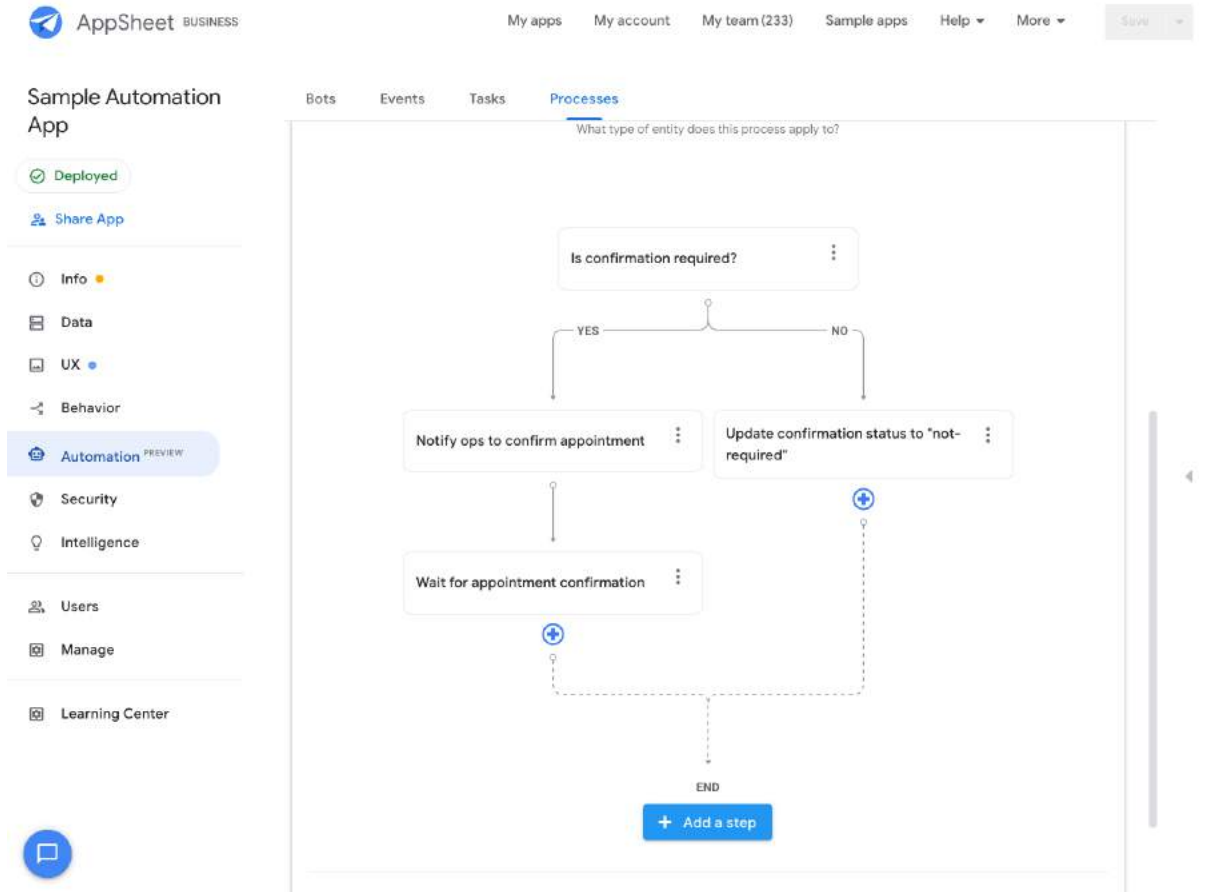 AppSheet BUSINESS
My apps My account My team (233) Sample apps Help More Save
Sample Automation
App
Bots Events Tasks Processes
What type of entity does this process apply to?
Deployed
Share App
Info
Data
UX
Behavior
Automation PREVIEW
Security
Intelligence
Users
Manage
Learning Center
Is confirmation required?
YES NO
Notify ops to confirm appointment
Update confirmation status to "not-
required"
Wait for appointment confirmation
END
+ Add a step